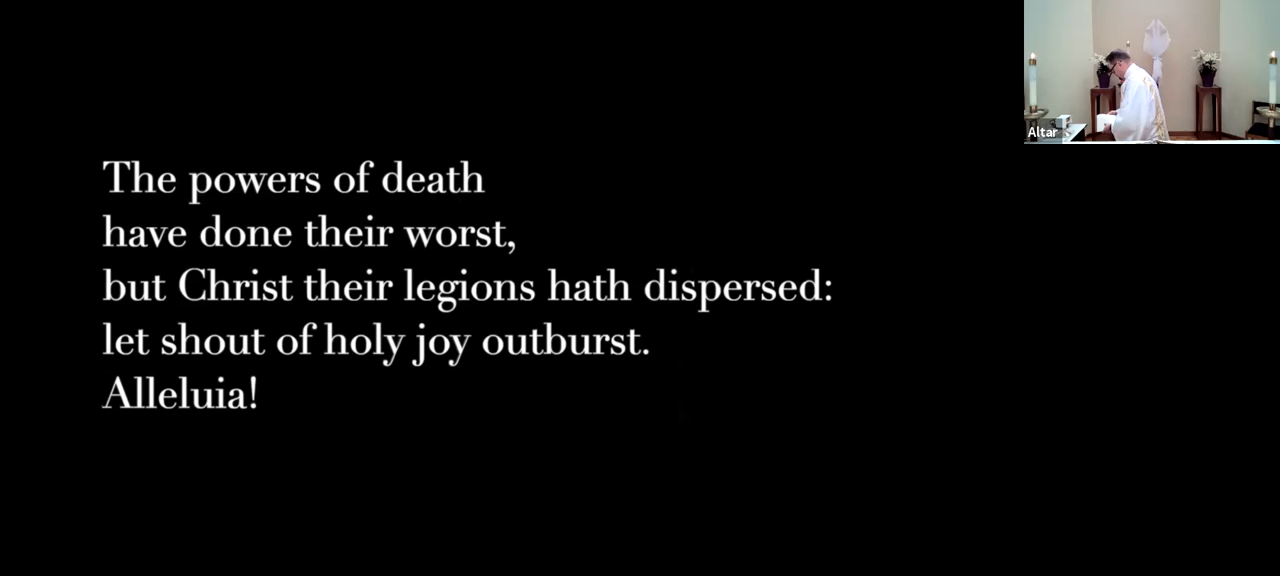 The powers of death
have done their worst,
but Christ their legions hath dispersed:
let shout of holy joy outburst.
Alleluia!
Altar